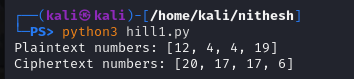 ┌──(kali㉿kali)-[/home/kali/nithesh]
└─PS> python3 hill1.py
Plaintext numbers: [12, 4, 4, 19]
Ciphertext numbers: [20, 17, 17, 6]